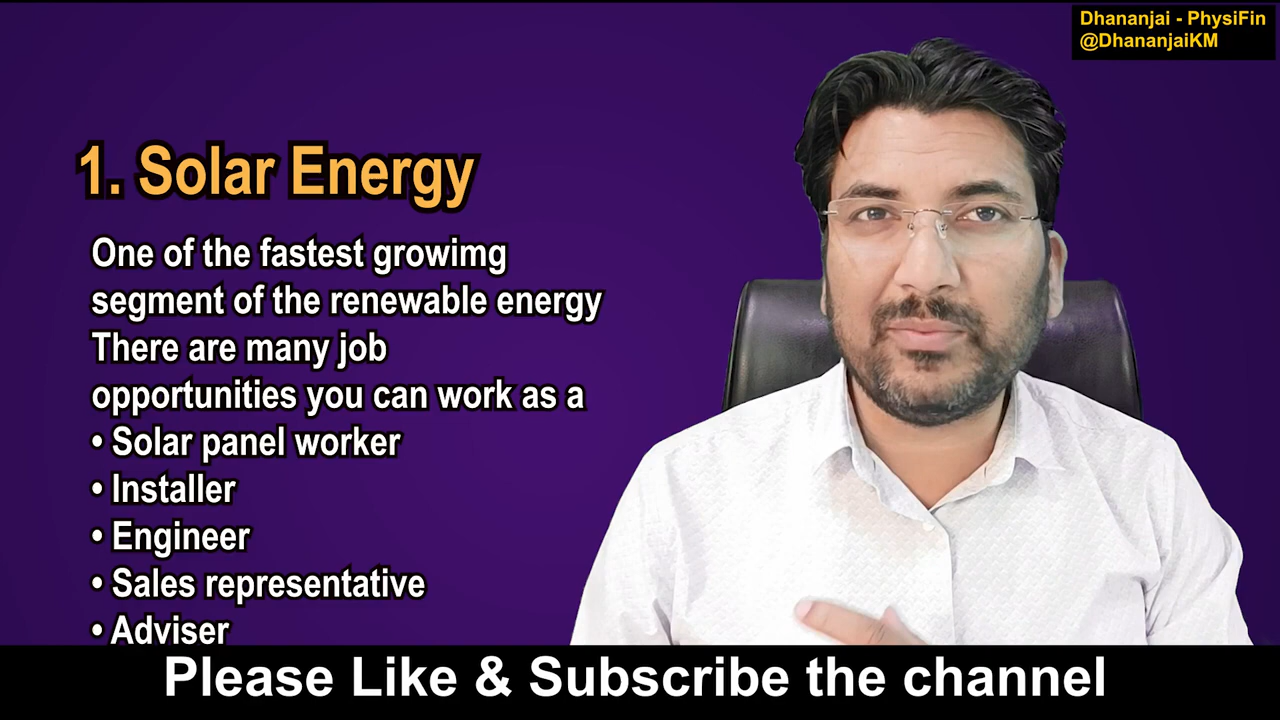 Dhananjai - PhysiFin
@DhananjaiKM
1. Solar Energy
One of the fastest growimg
segment of the renewable energy
There are many job
opportunities you can work as a
• Solar panel worker
• Installer
• Engineer
• Sales representative
• Adviser
Please Like & Subscribe the channel